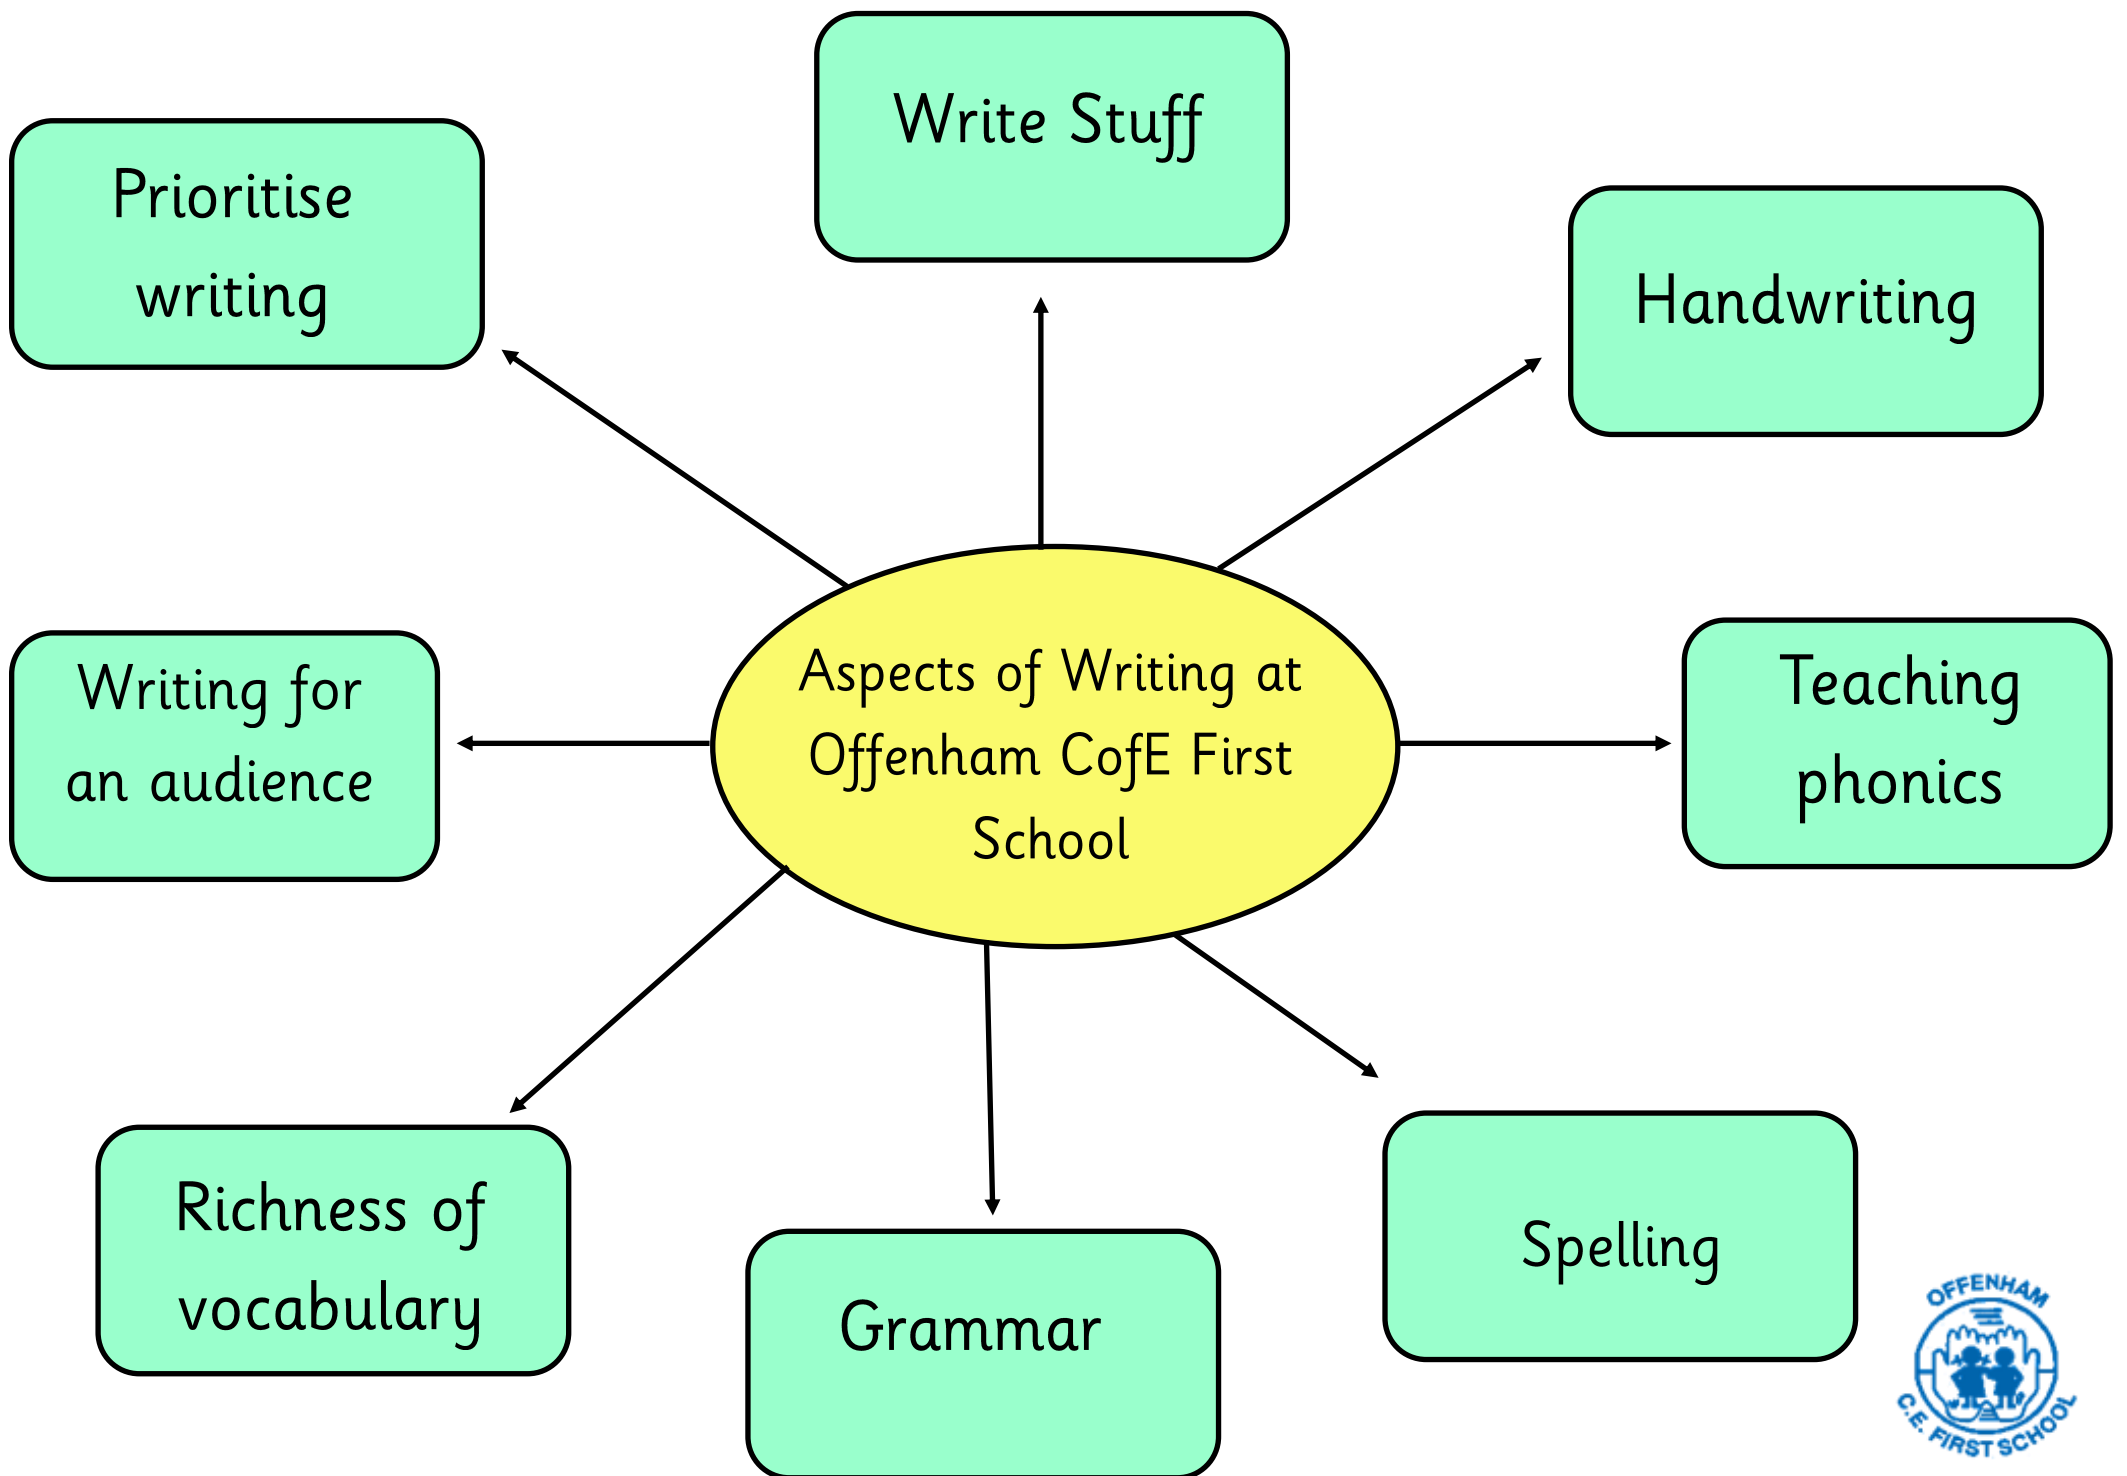 Write Stuff
Prioritise
writing
Handwriting
Writing for
an audience
Aspects of Writing at
Offenham CofE First
School
Teaching
phonics
Richness of
vocabulary
Grammar
Spelling
OFFENHAM
C.E. FIRST SCHOOL